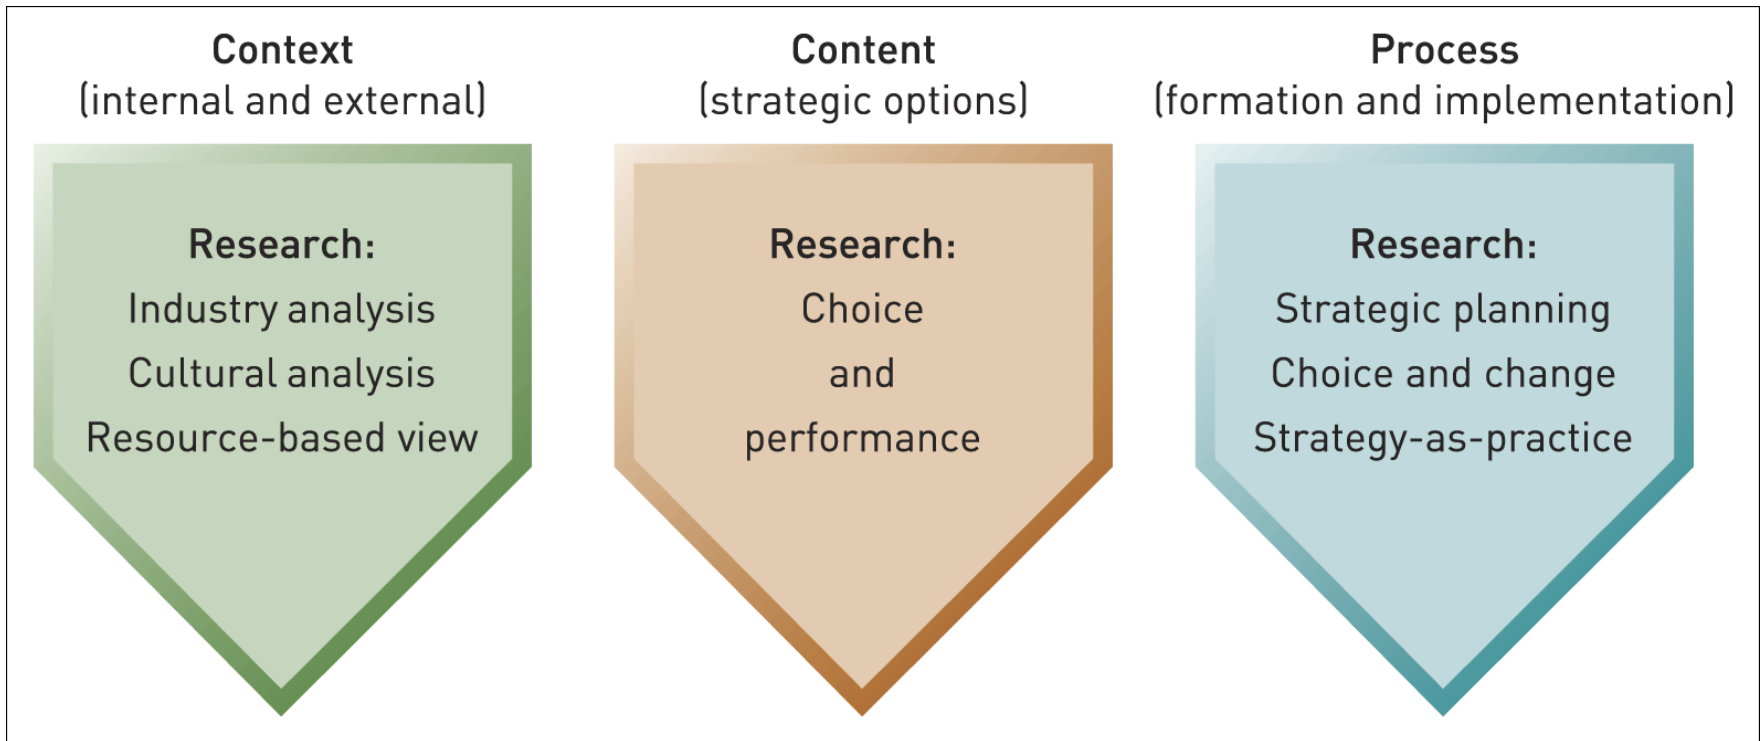 Context
(internal and external)
Research:
Industry analysis
Cultural analysis
Resource-based view
Content
(strategic options)
Research:
Choice
and
performance
Process
(formation and implementation)
Research:
Strategic planning
Choice and change
Strategy-as-practice